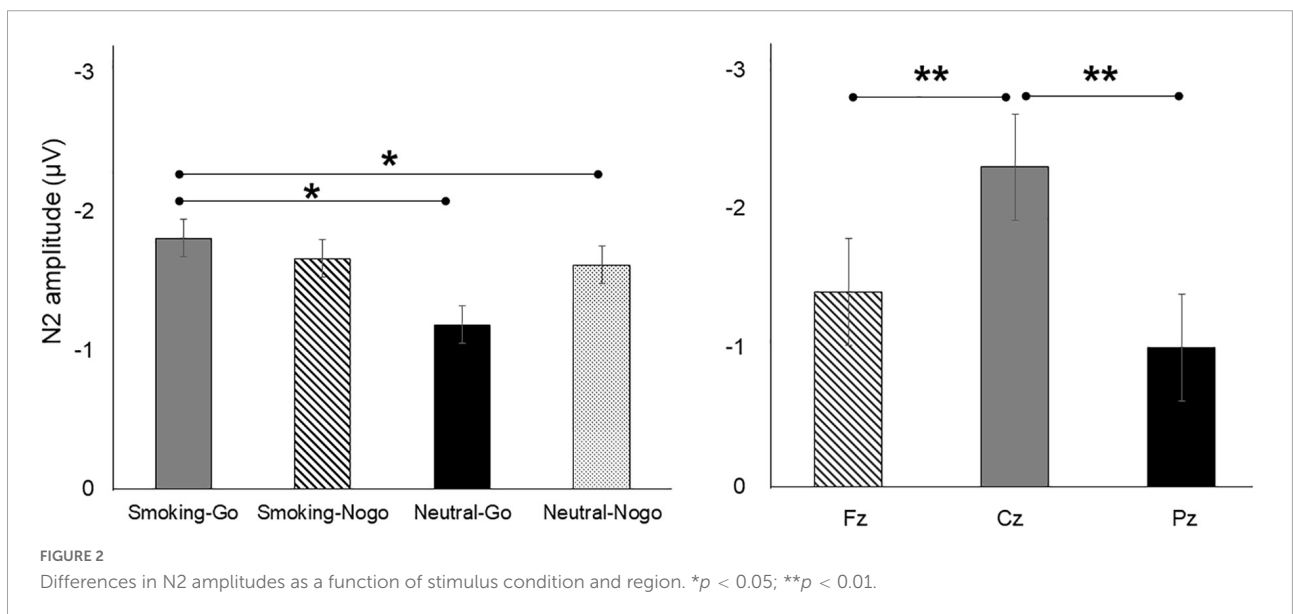 -3
-2
-1
0
N2 amplitude (µV)
*
*
Smoking-Go Smoking-Nogo Neutral-Go Neutral-Nogo
-3
-2
-1
0
** **
Fz Cz Pz
FIGURE 2
Differences in N2 amplitudes as a function of stimulus condition and region. *p < 0.05; **p < 0.01.